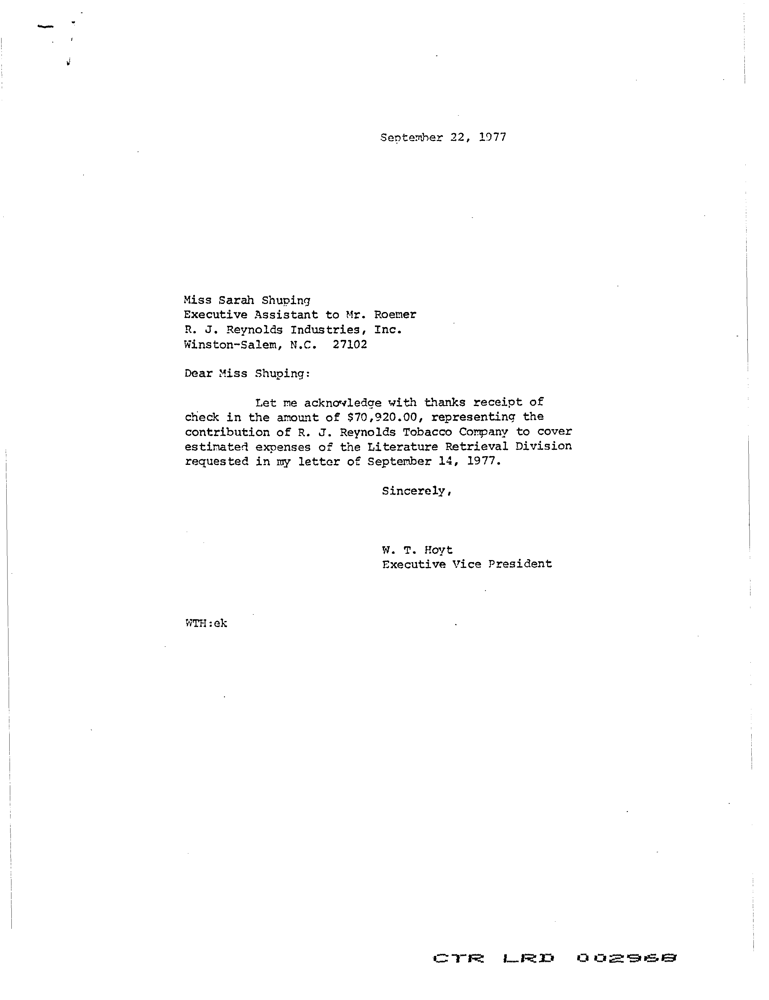 September 22, 1977
Miss Sarah Shuping
Executive Assistant to Mr. Roemer
R. J. Reynolds Industries, Inc.
Winston-Salem, N.C. 27102
Dear Miss Shuping:
Let me acknowledge with thanks receipt of
check in the amount of $70,920.00, representing the
contribution of R. J. Reynolds Tobacco Company to cover
estimated expenses of the Literature Retrieval Division
requested in my letter of September 14, 1977.
Sincerely,
W. T. Hoyt
Executive Vice President
WTH:ek
CTR LRD 002968